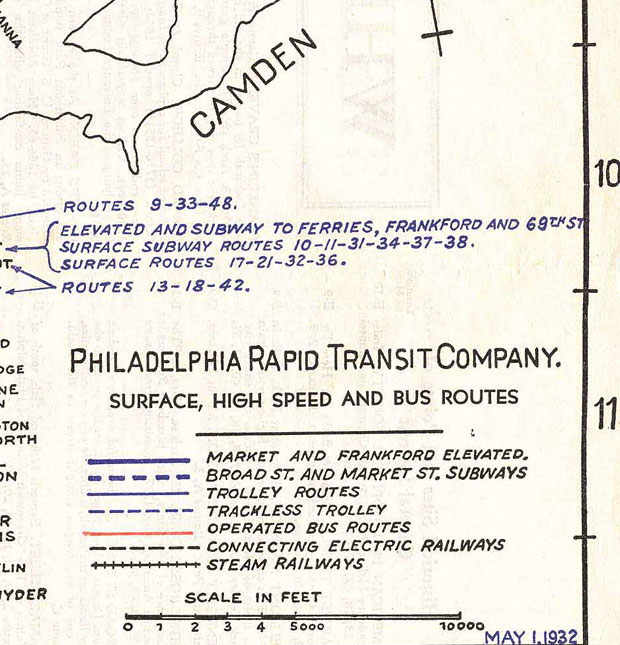 CAMDEN
10
ROUTES 9-33-48.
ELEVATED AND SUBWAY TO FERRIES, FRANKFORD AND 69TH ST
SURFACE SUBWAY ROUTES 10-11-31-34-37-38.
SURFACE ROUTES 17-21-32-36.
ROUTES 13-18-42.
PHILADELPHIA RAPID TRANSIT COMPANY.
SURFACE, HIGH SPEED AND BUS ROUTES
11
MARKET AND FRANKFORD ELEVATED.
BROAD ST. AND MARKET ST. SUBWAYS
TROLLEY ROUTES
TRACKLESS TROLLEY
OPERATED BUS ROUTES
CONNECTING ELECTRIC RAILWAYS
STEAM RAILWAYS
SCALE IN FEET
0 1 2 3 4 5000 10000
MAY 1, 1932